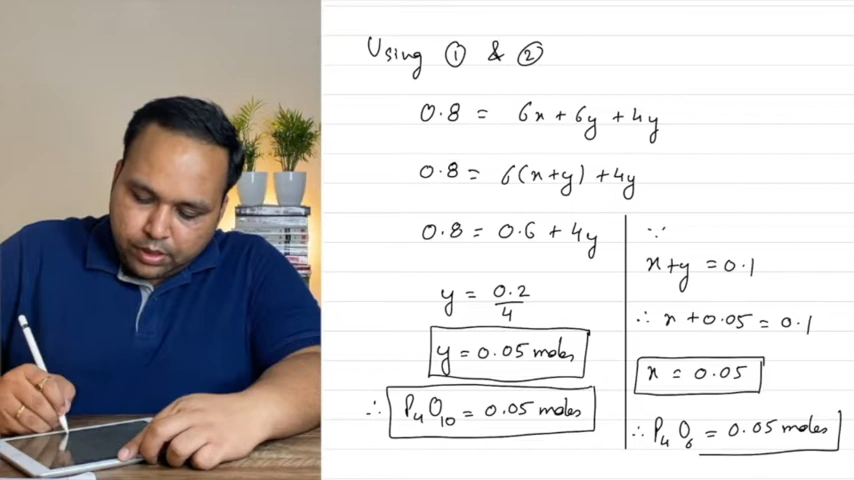 Using ① & ②
0.8 = 6x + 6y + 4y
0.8 = 6(x+y) + 4y
0.8 = 0.6 + 4y
y = 0.2/4
y = 0.05 moles
∴ P₄O₁₀ = 0.05 moles
∵
x+y = 0.1
∴ x + 0.05 = 0.1
x = 0.05
∴ P₄O₆ = 0.05 moles